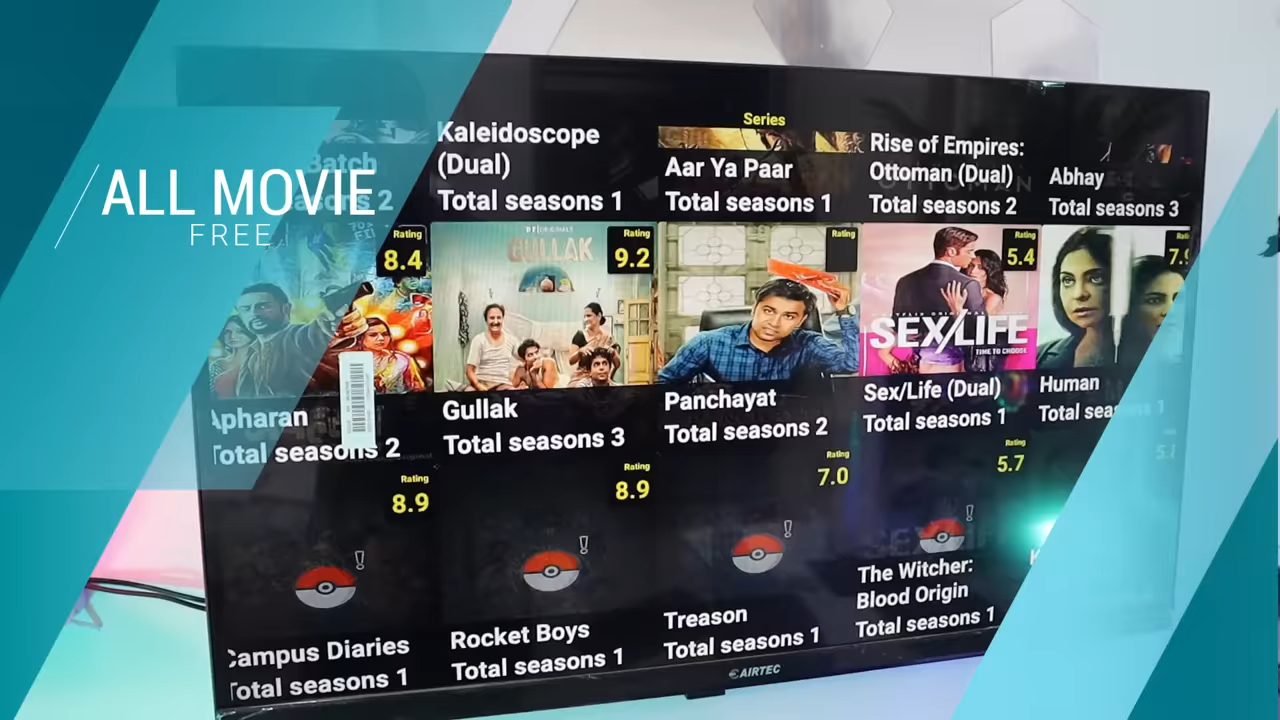 ALL MOVIE
FREE
Series
Batch
Kaleidoscope
(Dual)
Total seasons 1
Aar Ya Paar
Total seasons 1
Rise of Empires:
Ottoman (Dual)
Total seasons 2
Abhay
Total seasons 3
Rating
8.4
Apharan
Total seasons 2
GULLAK
Rating
9.2
Gullak
Total seasons 3
Rating
Panchayat
Total seasons 2
5.4
SEX/LIFE
TIME TO CHOOSE
Sex/Life (Dual)
Total seasons 1
7.9
Human
Total seasons 1
Rating
8.9
Campus Diaries
Total seasons 1
Rating
8.9
Rocket Boys
Total seasons 1
Rating
7.0
Treason
Total seasons 1
Rating
5.7
The Witcher:
Blood Origin
Total seasons 1
AIRTEC